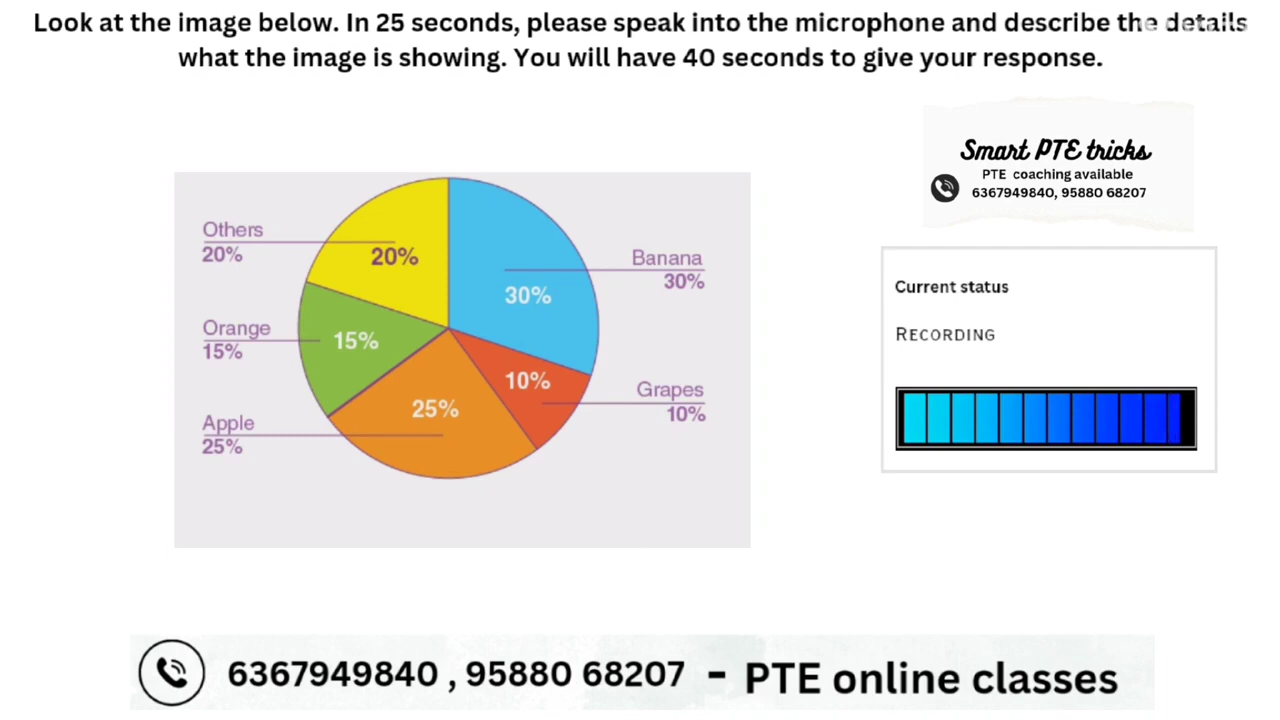 Look at the image below. In 25 seconds, please speak into the microphone and describe the details
what the image is showing. You will have 40 seconds to give your response.
Smart PTE tricks
PTE coaching available
6367949840, 95880 68207
Others
20%
20%
Banana
30%
30%
Orange
15%
15%
Grapes
10%
10%
Apple
25%
25%
Current status
RECORDING
6367949840 , 95880 68207 - PTE online classes